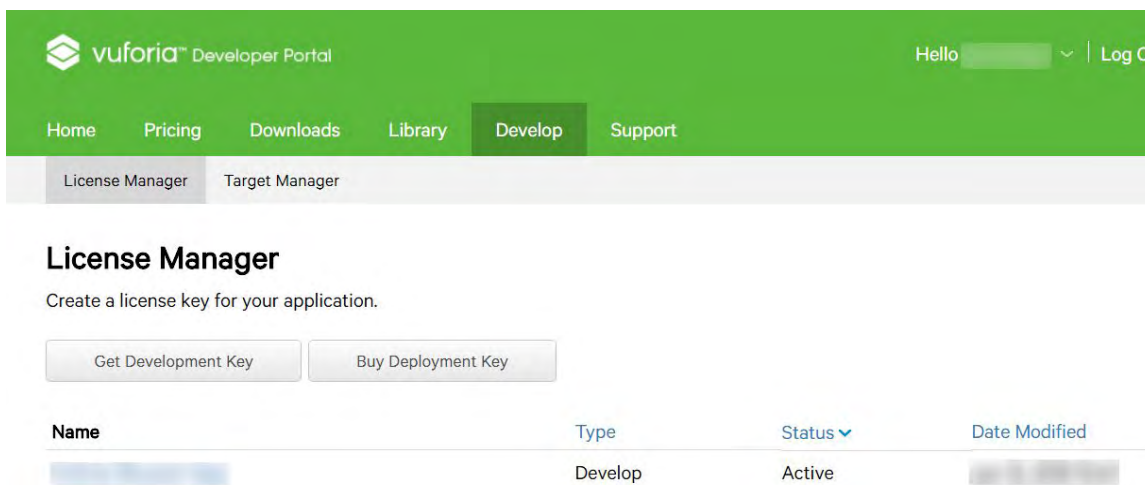 vuforia™ Developer Portal
Hello
Log
Home Pricing Downloads Library Develop Support
License Manager Target Manager
License Manager
Create a license key for your application.
Get Development Key Buy Deployment Key
Name Type Status Date Modified
Develop Active